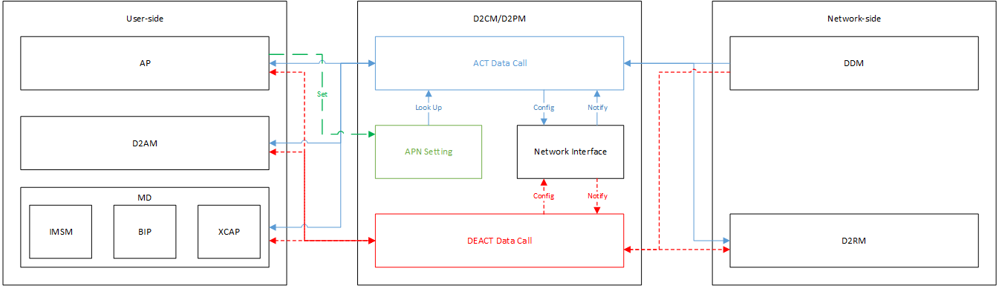 User-side
D2CM/D2PM
Network-side
AP
ACT Data Call
DDM
Set
Look Up
Config
Notify
D2AM
APN Setting
Network Interface
MD
Config
Notify
IMSM
BIP
XCAP
DEACT Data Call
D2RM